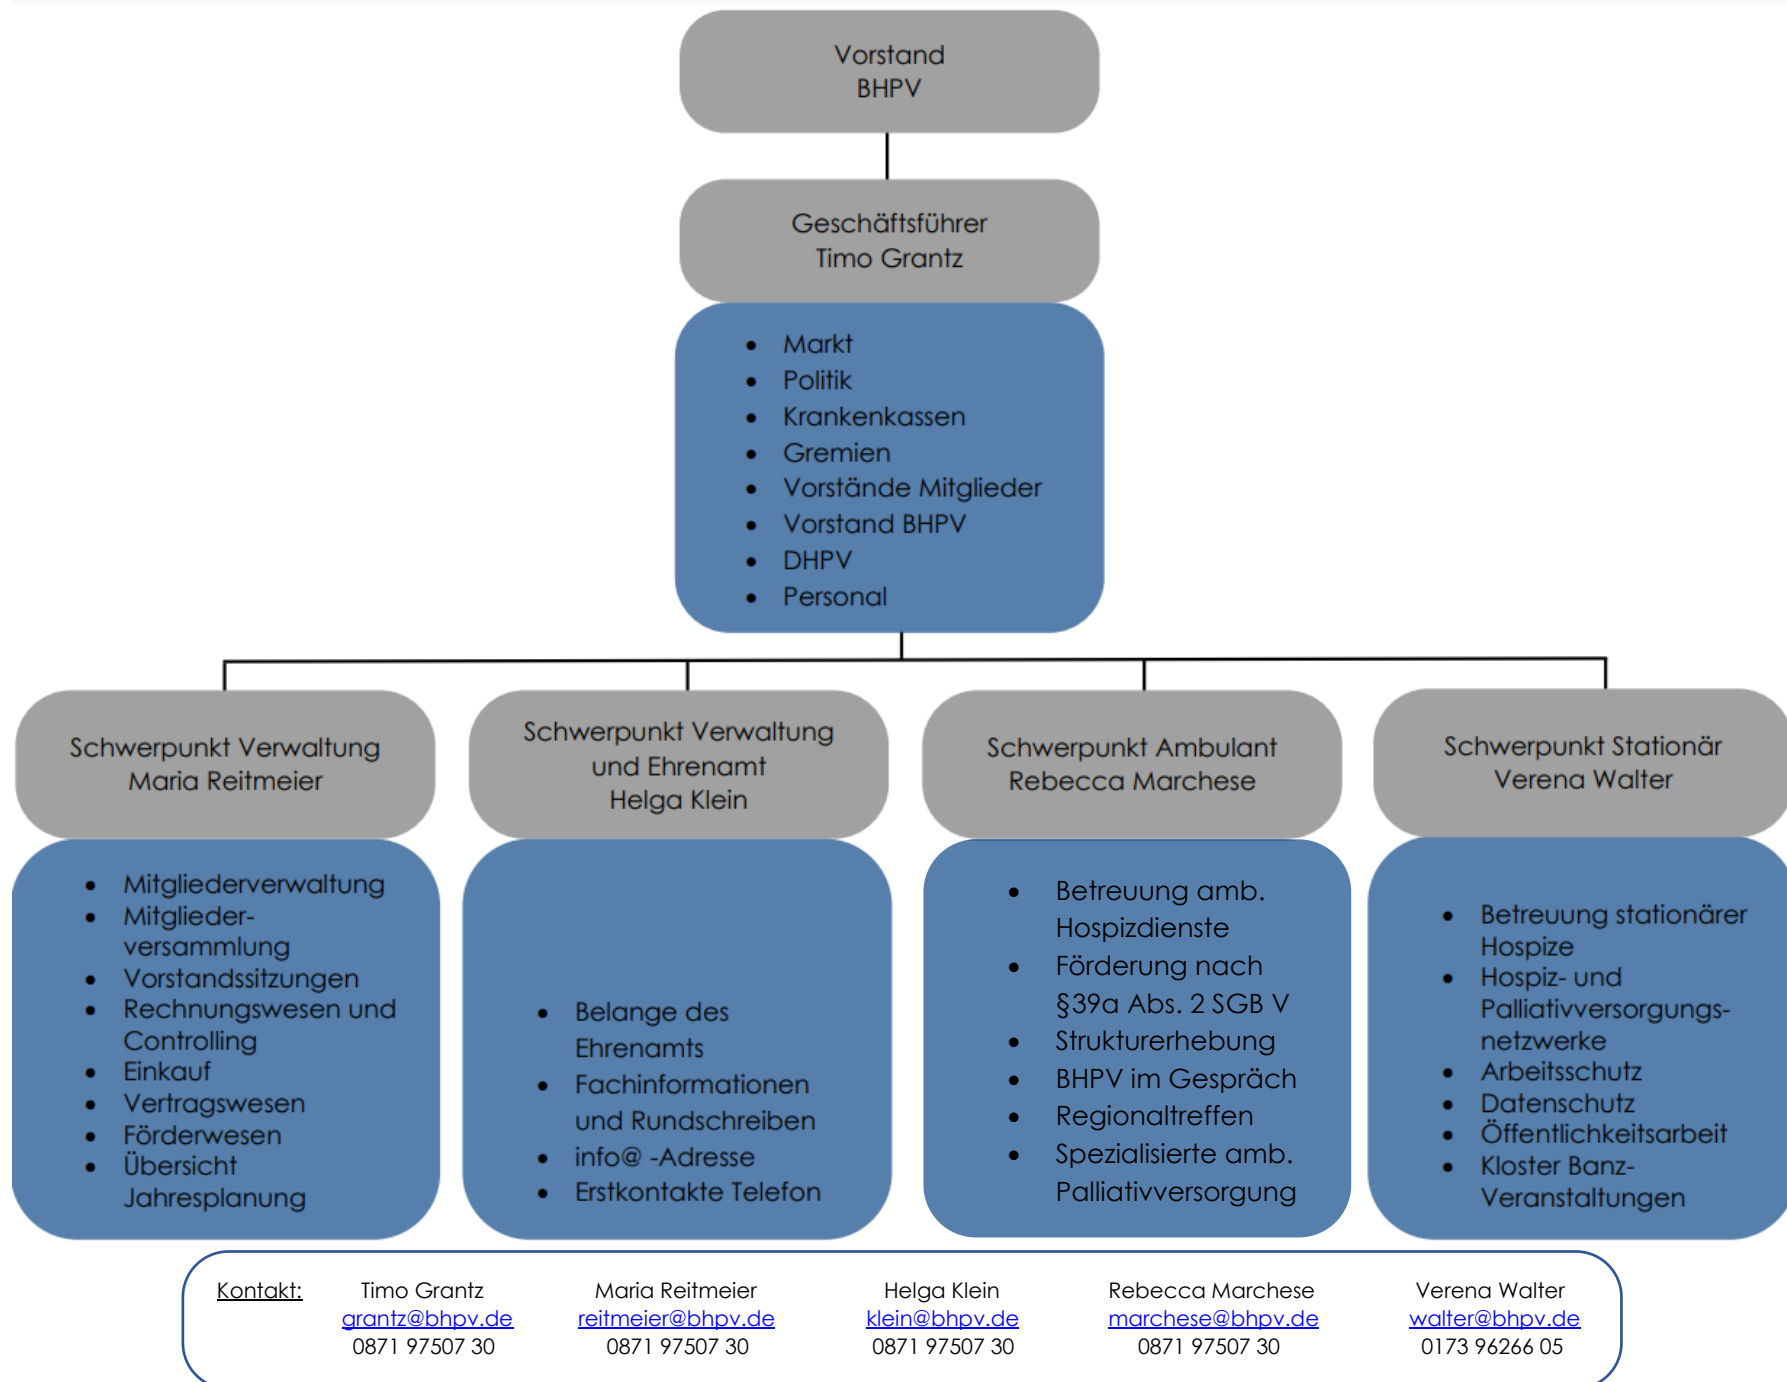 Vorstand
BHPV
Geschäftsführer
Timo Grantz
• Markt
• Politik
• Krankenkassen
• Gremien
• Vorstände Mitglieder
• Vorstand BHPV
• DHPV
• Personal
Schwerpunkt Verwaltung
Maria Reitmeier
• Mitgliederverwaltung
• Mitglieder-
versammlung
• Vorstandssitzungen
• Rechnungswesen und
Controlling
• Einkauf
• Vertragswesen
• Förderwesen
• Übersicht
Jahresplanung
Schwerpunkt Verwaltung
und Ehrenamt
Helga Klein
• Belange des
Ehrenamts
• Fachinformationen
und Rundschreiben
• info@ -Adresse
• Erstkontakte Telefon
Schwerpunkt Ambulant
Rebecca Marchese
• Betreuung amb.
Hospizdienste
• Förderung nach
§39a Abs. 2 SGB V
• Strukturerhebung
• BHPV im Gespräch
• Regionaltreffen
• Spezialisierte amb.
Palliativversorgung
Schwerpunkt Stationär
Verena Walter
• Betreuung stationärer
Hospize
• Hospiz- und
Palliativversorgungs-
netzwerke
• Arbeitsschutz
• Datenschutz
• Öffentlichkeitsarbeit
• Kloster Banz-
Veranstaltungen
Kontakt:
Timo Grantz
grantz@bhpv.de
0871 97507 30
Maria Reitmeier
reitmeier@bhpv.de
0871 97507 30
Helga Klein
klein@bhpv.de
0871 97507 30
Rebecca Marchese
marchese@bhpv.de
0871 97507 30
Verena Walter
walter@bhpv.de
0173 96266 05